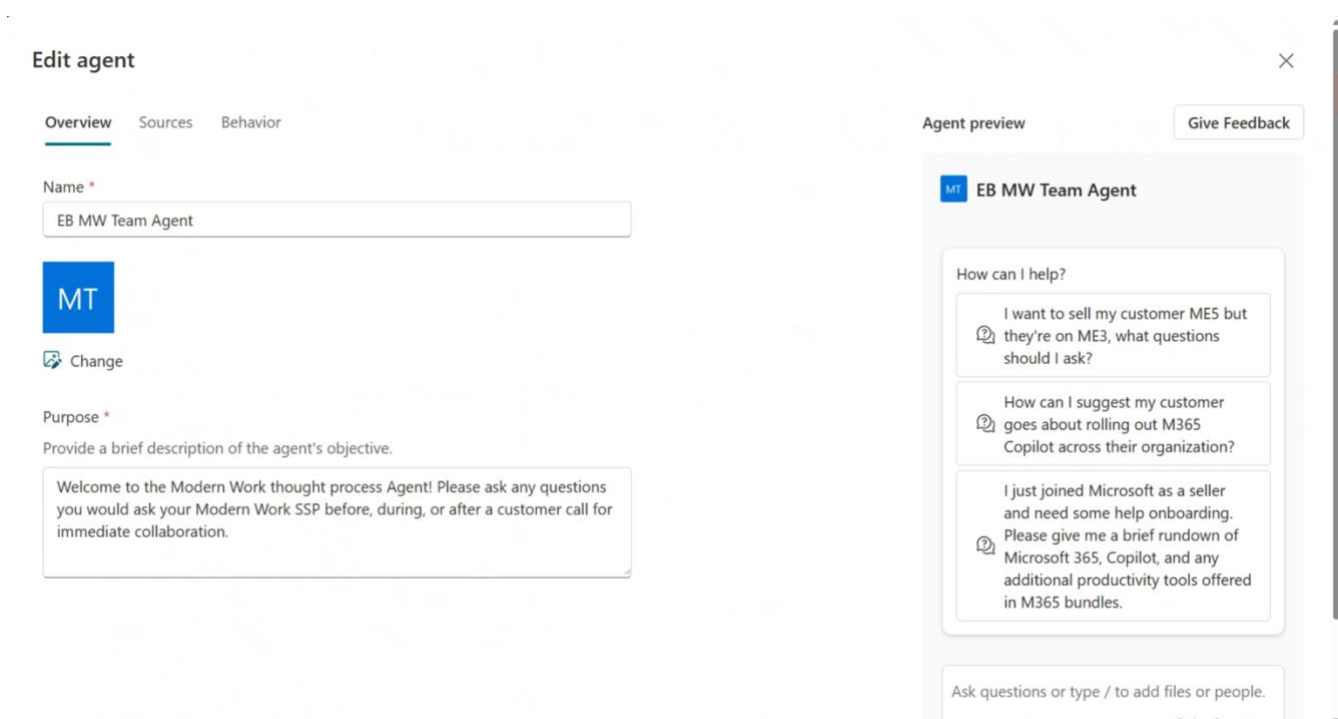 Edit agent
Overview Sources Behavior
Name *
EB MW Team Agent
MT
Change
Purpose *
Provide a brief description of the agent's objective.
Welcome to the Modern Work thought process Agent! Please ask any questions
you would ask your Modern Work SSP before, during, or after a customer call for
immediate collaboration.
Agent preview Give Feedback
MT EB MW Team Agent
How can I help?
I want to sell my customer ME5 but
they're on ME3, what questions
should I ask?
How can I suggest my customer
goes about rolling out M365
Copilot across their organization?
I just joined Microsoft as a seller
and need some help onboarding.
Please give me a brief rundown of
Microsoft 365, Copilot, and any
additional productivity tools offered
in M365 bundles.
Ask questions or type / to add files or people.